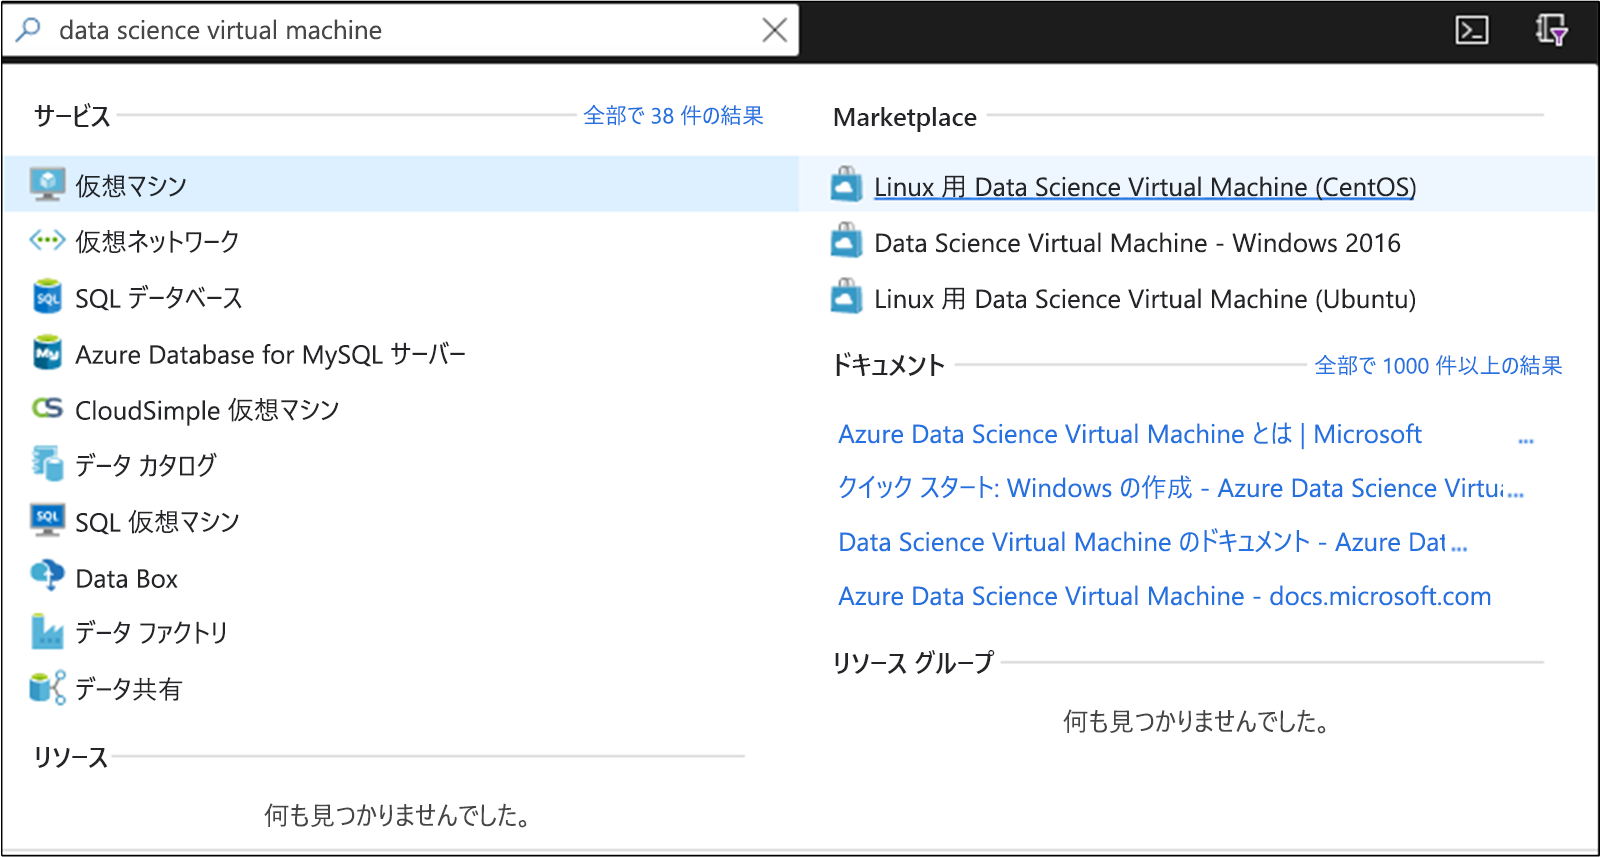 data science virtual machine
サービス 全部で 38 件の結果
仮想マシン
仮想ネットワーク
SQL データベース
Azure Database for MySQL サーバー
CloudSimple 仮想マシン
データ カタログ
SQL 仮想マシン
Data Box
データ ファクトリ
データ共有
リソース
何も見つかりませんでした。
Marketplace
Linux 用 Data Science Virtual Machine (CentOS)
Data Science Virtual Machine - Windows 2016
Linux 用 Data Science Virtual Machine (Ubuntu)
ドキュメント 全部で 1000 件以上の結果
Azure Data Science Virtual Machine とは | Microsoft ...
クイック スタート: Windows の作成 - Azure Data Science Virtu...
Data Science Virtual Machine のドキュメント - Azure Dat...
Azure Data Science Virtual Machine - docs.microsoft.com
リソース グループ
何も見つかりませんでした。